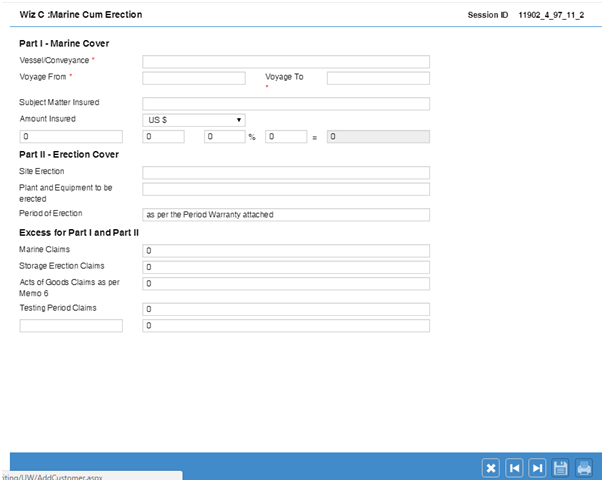 Wiz C :Marine Cum Erection Session ID 11902_4_97_11_2
Part I - Marine Cover
Vessel/Conveyance *
Voyage From * Voyage To
*
Subject Matter Insured
Amount Insured US $
0 0 0 % 0 = 0
Part II - Erection Cover
Site Erection
Plant and Equipment to be
erected
Period of Erection as per the Period Warranty attached
Excess for Part I and Part II
Marine Claims 0
Storage Erection Claims 0
Acts of Goods Claims as per 0
Memo 6
Testing Period Claims 0
0
iting/UW/AddCustomer.aspx